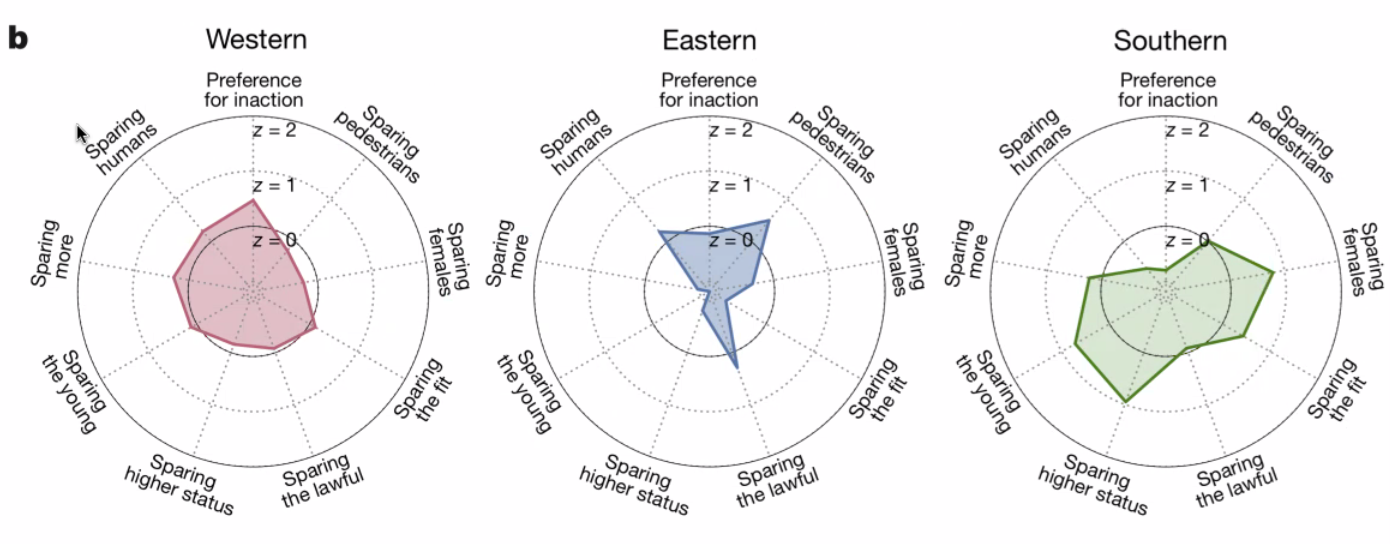 b
Western
Preference
for inaction
Sparing
pedestrians
Sparing
females
Sparing
the fit
Sparing
the lawful
Sparing
higher status
Sparing
the young
Sparing
more
Sparing
humans
z = 2
z = 1
z = 0
Eastern
Preference
for inaction
Sparing
pedestrians
Sparing
females
Sparing
the fit
Sparing
the lawful
Sparing
higher status
Sparing
the young
Sparing
more
Sparing
humans
z = 2
z = 1
z = 0
Southern
Preference
for inaction
Sparing
pedestrians
Sparing
females
Sparing
the fit
Sparing
the lawful
Sparing
higher status
Sparing
the young
Sparing
more
Sparing
humans
z = 2
z = 1
z = 0